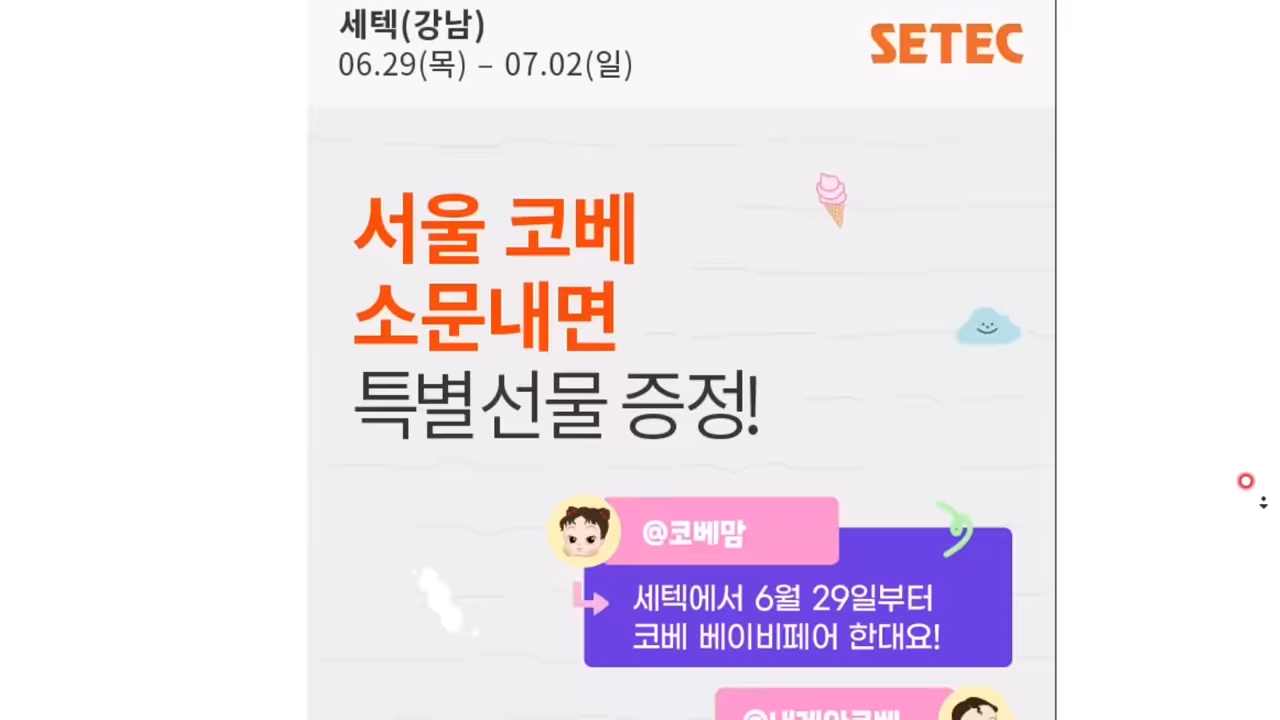 세텍(강남)
06.29(목) – 07.02(일)
SETEC
서울 코베
소문내면
특별선물 증정!
@코베맘
세텍에서 6월 29일부터
코베 베이비페어 한대요!